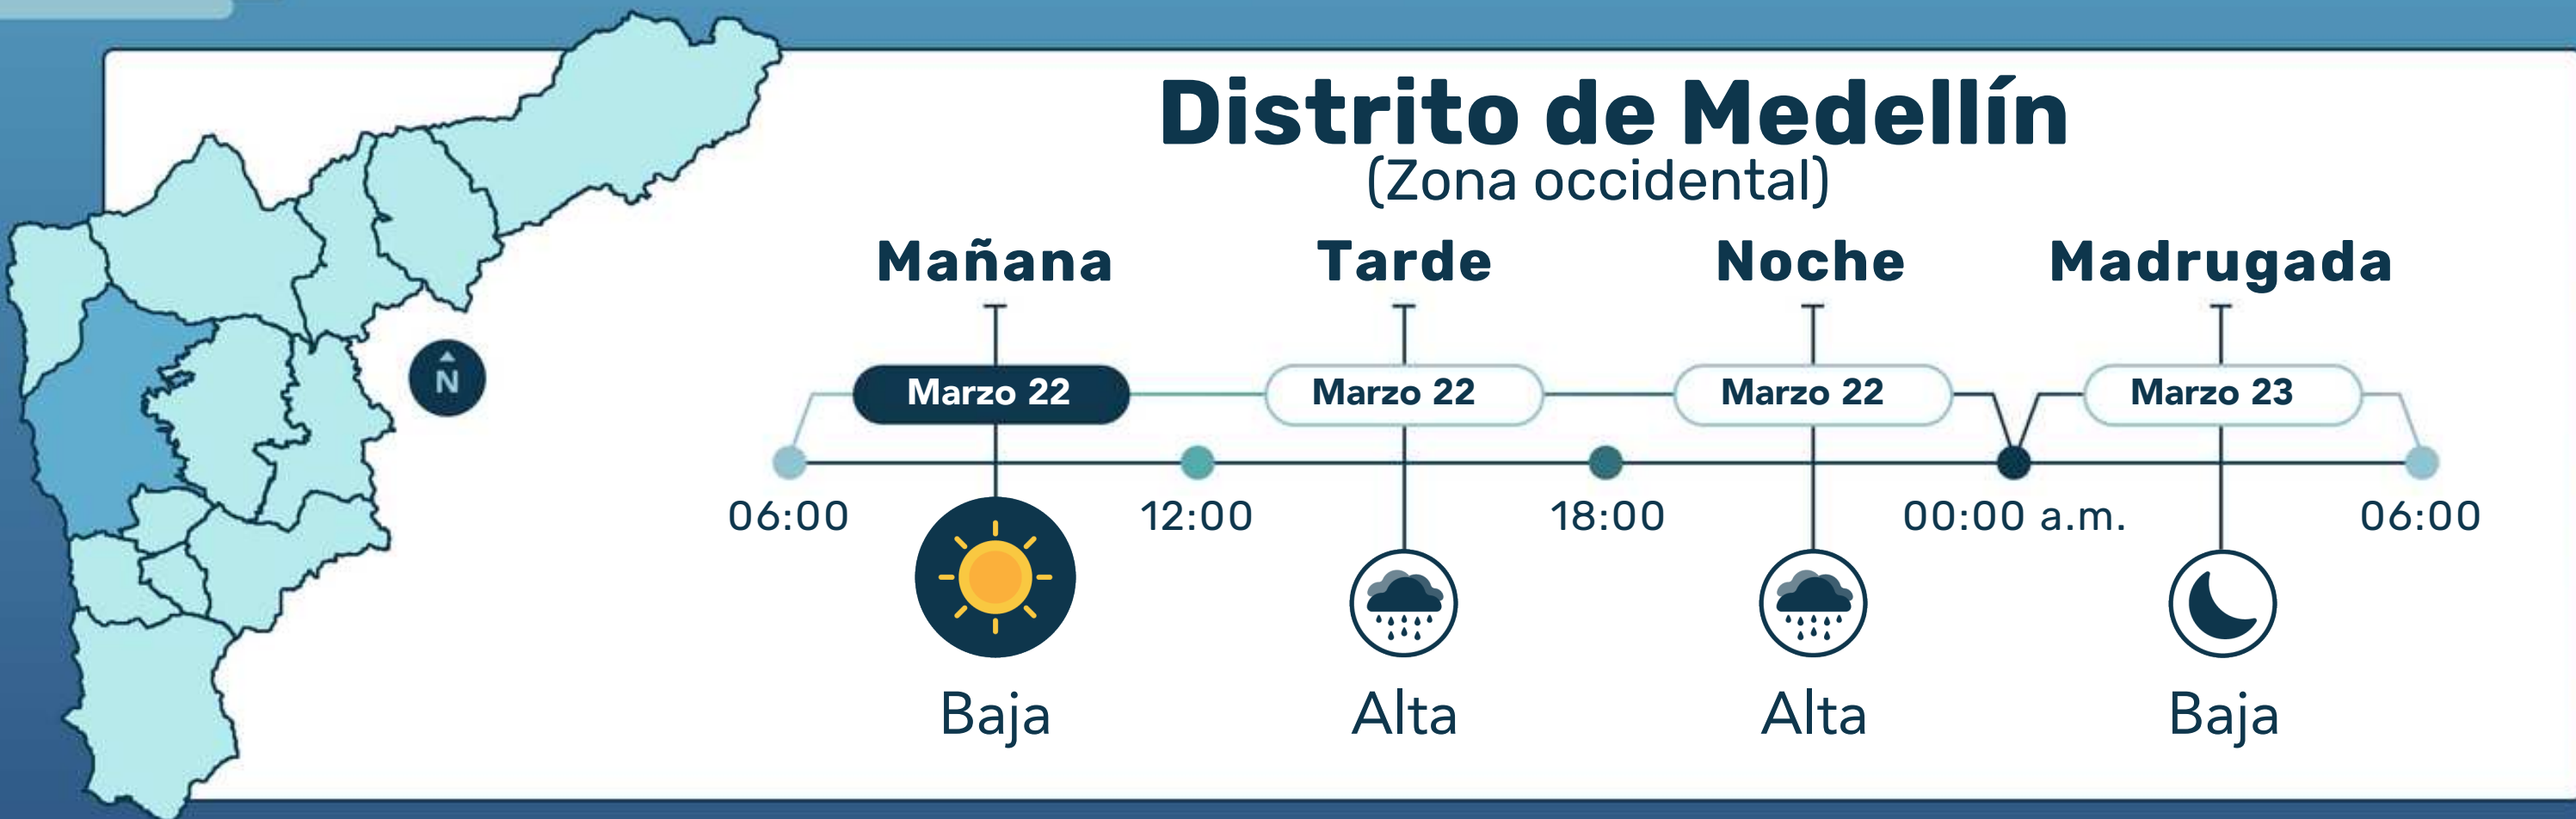 Distrito de Medellín
(Zona occidental)
Mañana Tarde Noche Madrugada
N
Marzo 22 Marzo 22 Marzo 22 Marzo 23
06:00 12:00 18:00 00:00 a.m. 06:00
Baja Alta Alta Baja